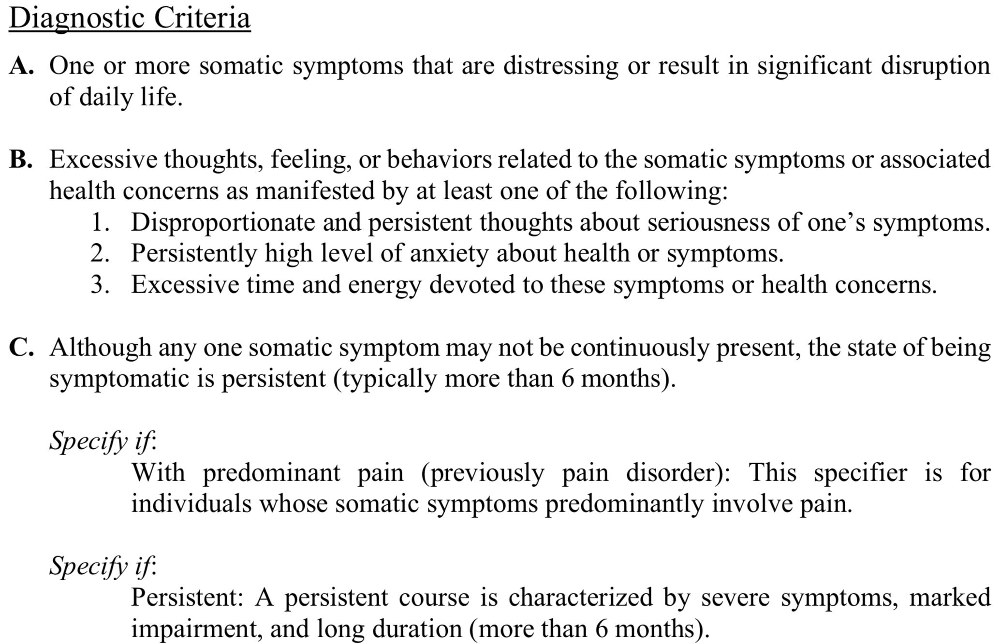 Diagnostic Criteria
A. One or more somatic symptoms that are distressing or result in significant disruption
of daily life.
B. Excessive thoughts, feeling, or behaviors related to the somatic symptoms or associated
health concerns as manifested by at least one of the following:
1. Disproportionate and persistent thoughts about seriousness of one’s symptoms.
2. Persistently high level of anxiety about health or symptoms.
3. Excessive time and energy devoted to these symptoms or health concerns.
C. Although any one somatic symptom may not be continuously present, the state of being
symptomatic is persistent (typically more than 6 months).
Specify if:
With predominant pain (previously pain disorder): This specifier is for
individuals whose somatic symptoms predominantly involve pain.
Specify if:
Persistent: A persistent course is characterized by severe symptoms, marked
impairment, and long duration (more than 6 months).